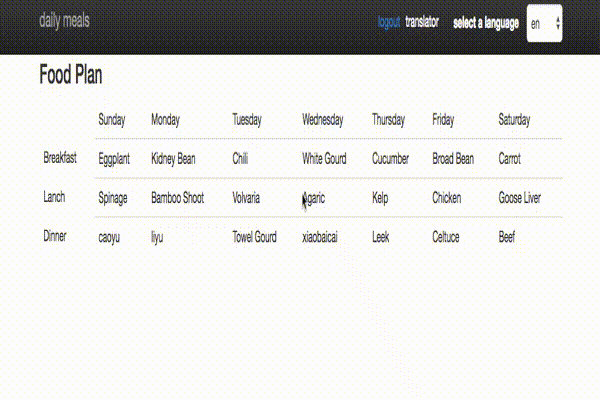 daily meals logout translator select a language en
Food Plan
Sunday Monday Tuesday Wednesday Thursday Friday Saturday
Breakfast Eggplant Kidney Bean Chili White Gourd Cucumber Broad Bean Carrot
Lanch Spinage Bamboo Shoot Volvaria Agaric Kelp Chicken Goose Liver
Dinner caoyu liyu Towel Gourd xiaobaicai Leek Celtuce Beef